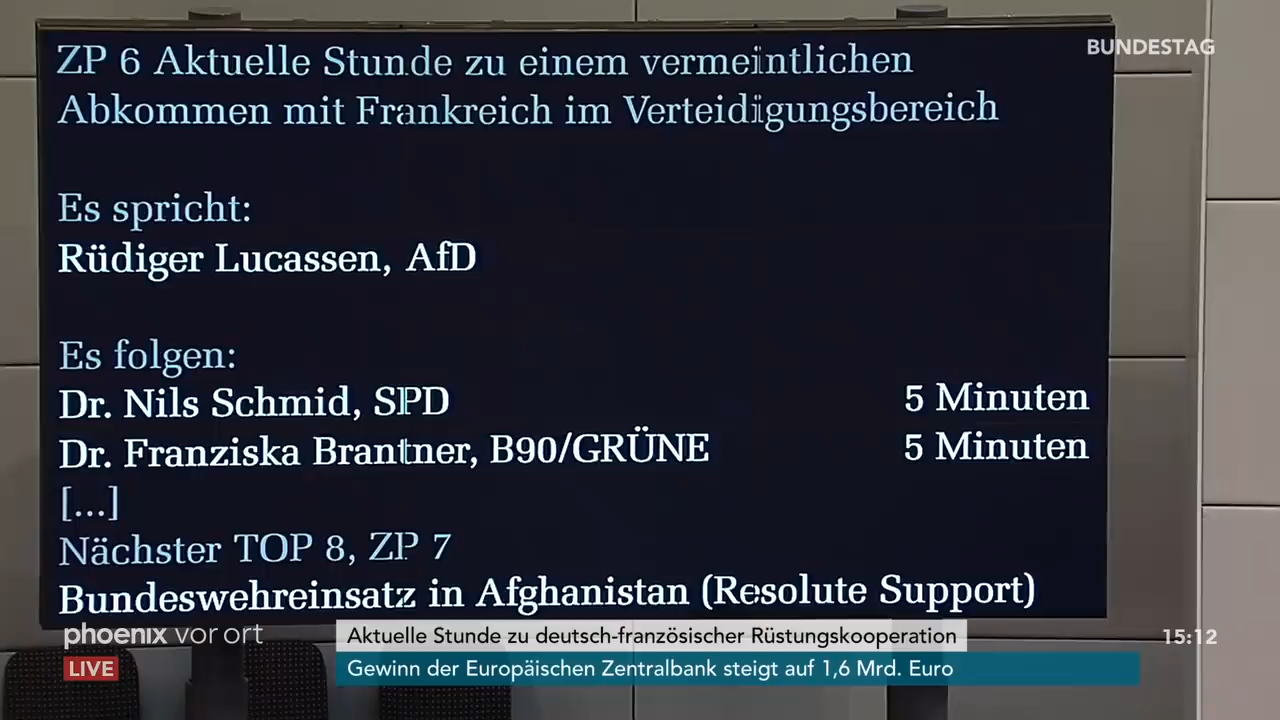 BUNDESTAG
ZP 6 Aktuelle Stunde zu einem vermeintlichen
Abkommen mit Frankreich im Verteidigungsbereich
Es spricht:
Rüdiger Lucassen, AfD
Es folgen:
Dr. Nils Schmid, SPD 5 Minuten
Dr. Franziska Brantner, B90/GRÜNE 5 Minuten
[...]
Nächster TOP 8, ZP 7
Bundeswehreinsatz in Afghanistan (Resolute Support)
phoenix vor ort
LIVE
Aktuelle Stunde zu deutsch-französischer Rüstungskooperation
15:12
Gewinn der Europäischen Zentralbank steigt auf 1,6 Mrd. Euro